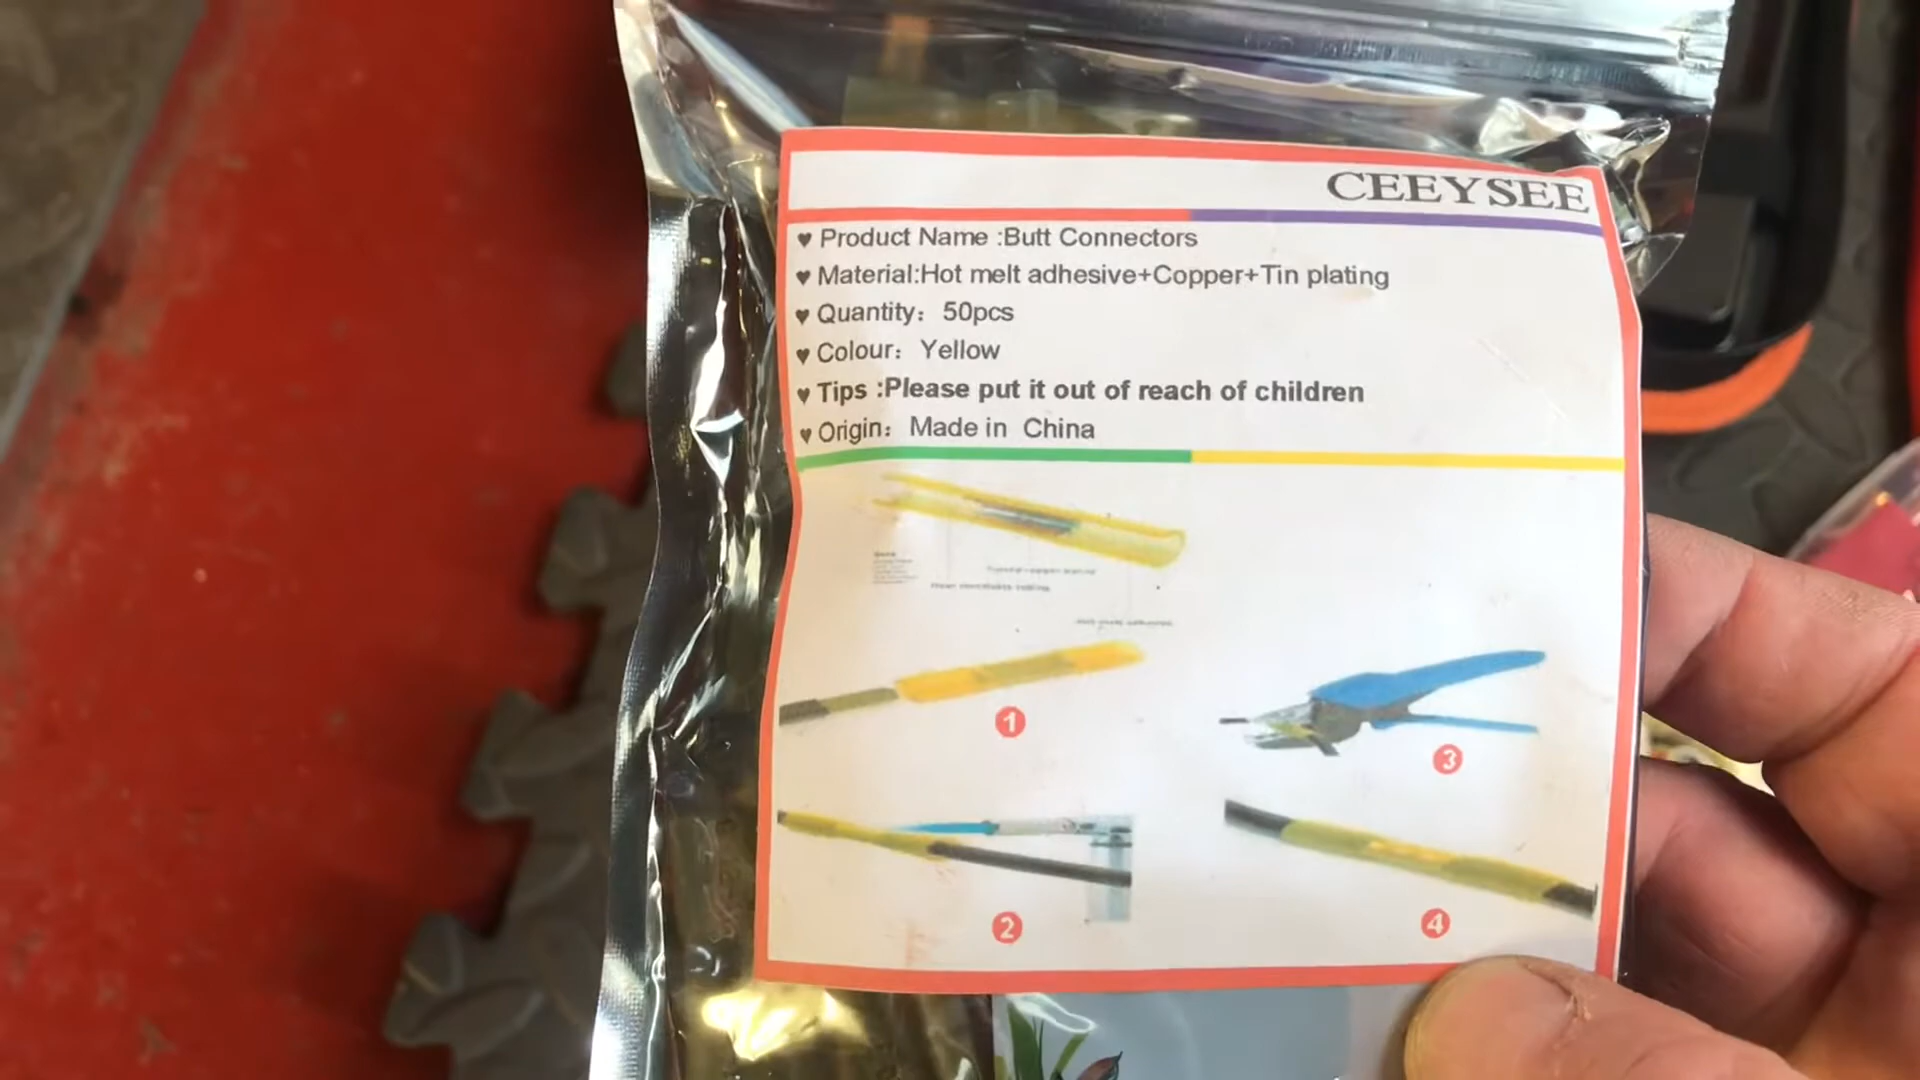 CEEYSEE
♥ Product Name :Butt Connectors
♥ Material:Hot melt adhesive+Copper+Tin plating
♥ Quantity： 50pcs
♥ Colour： Yellow
♥ Tips :Please put it out of reach of children
♥ Origin： Made in China
1
3
2
4